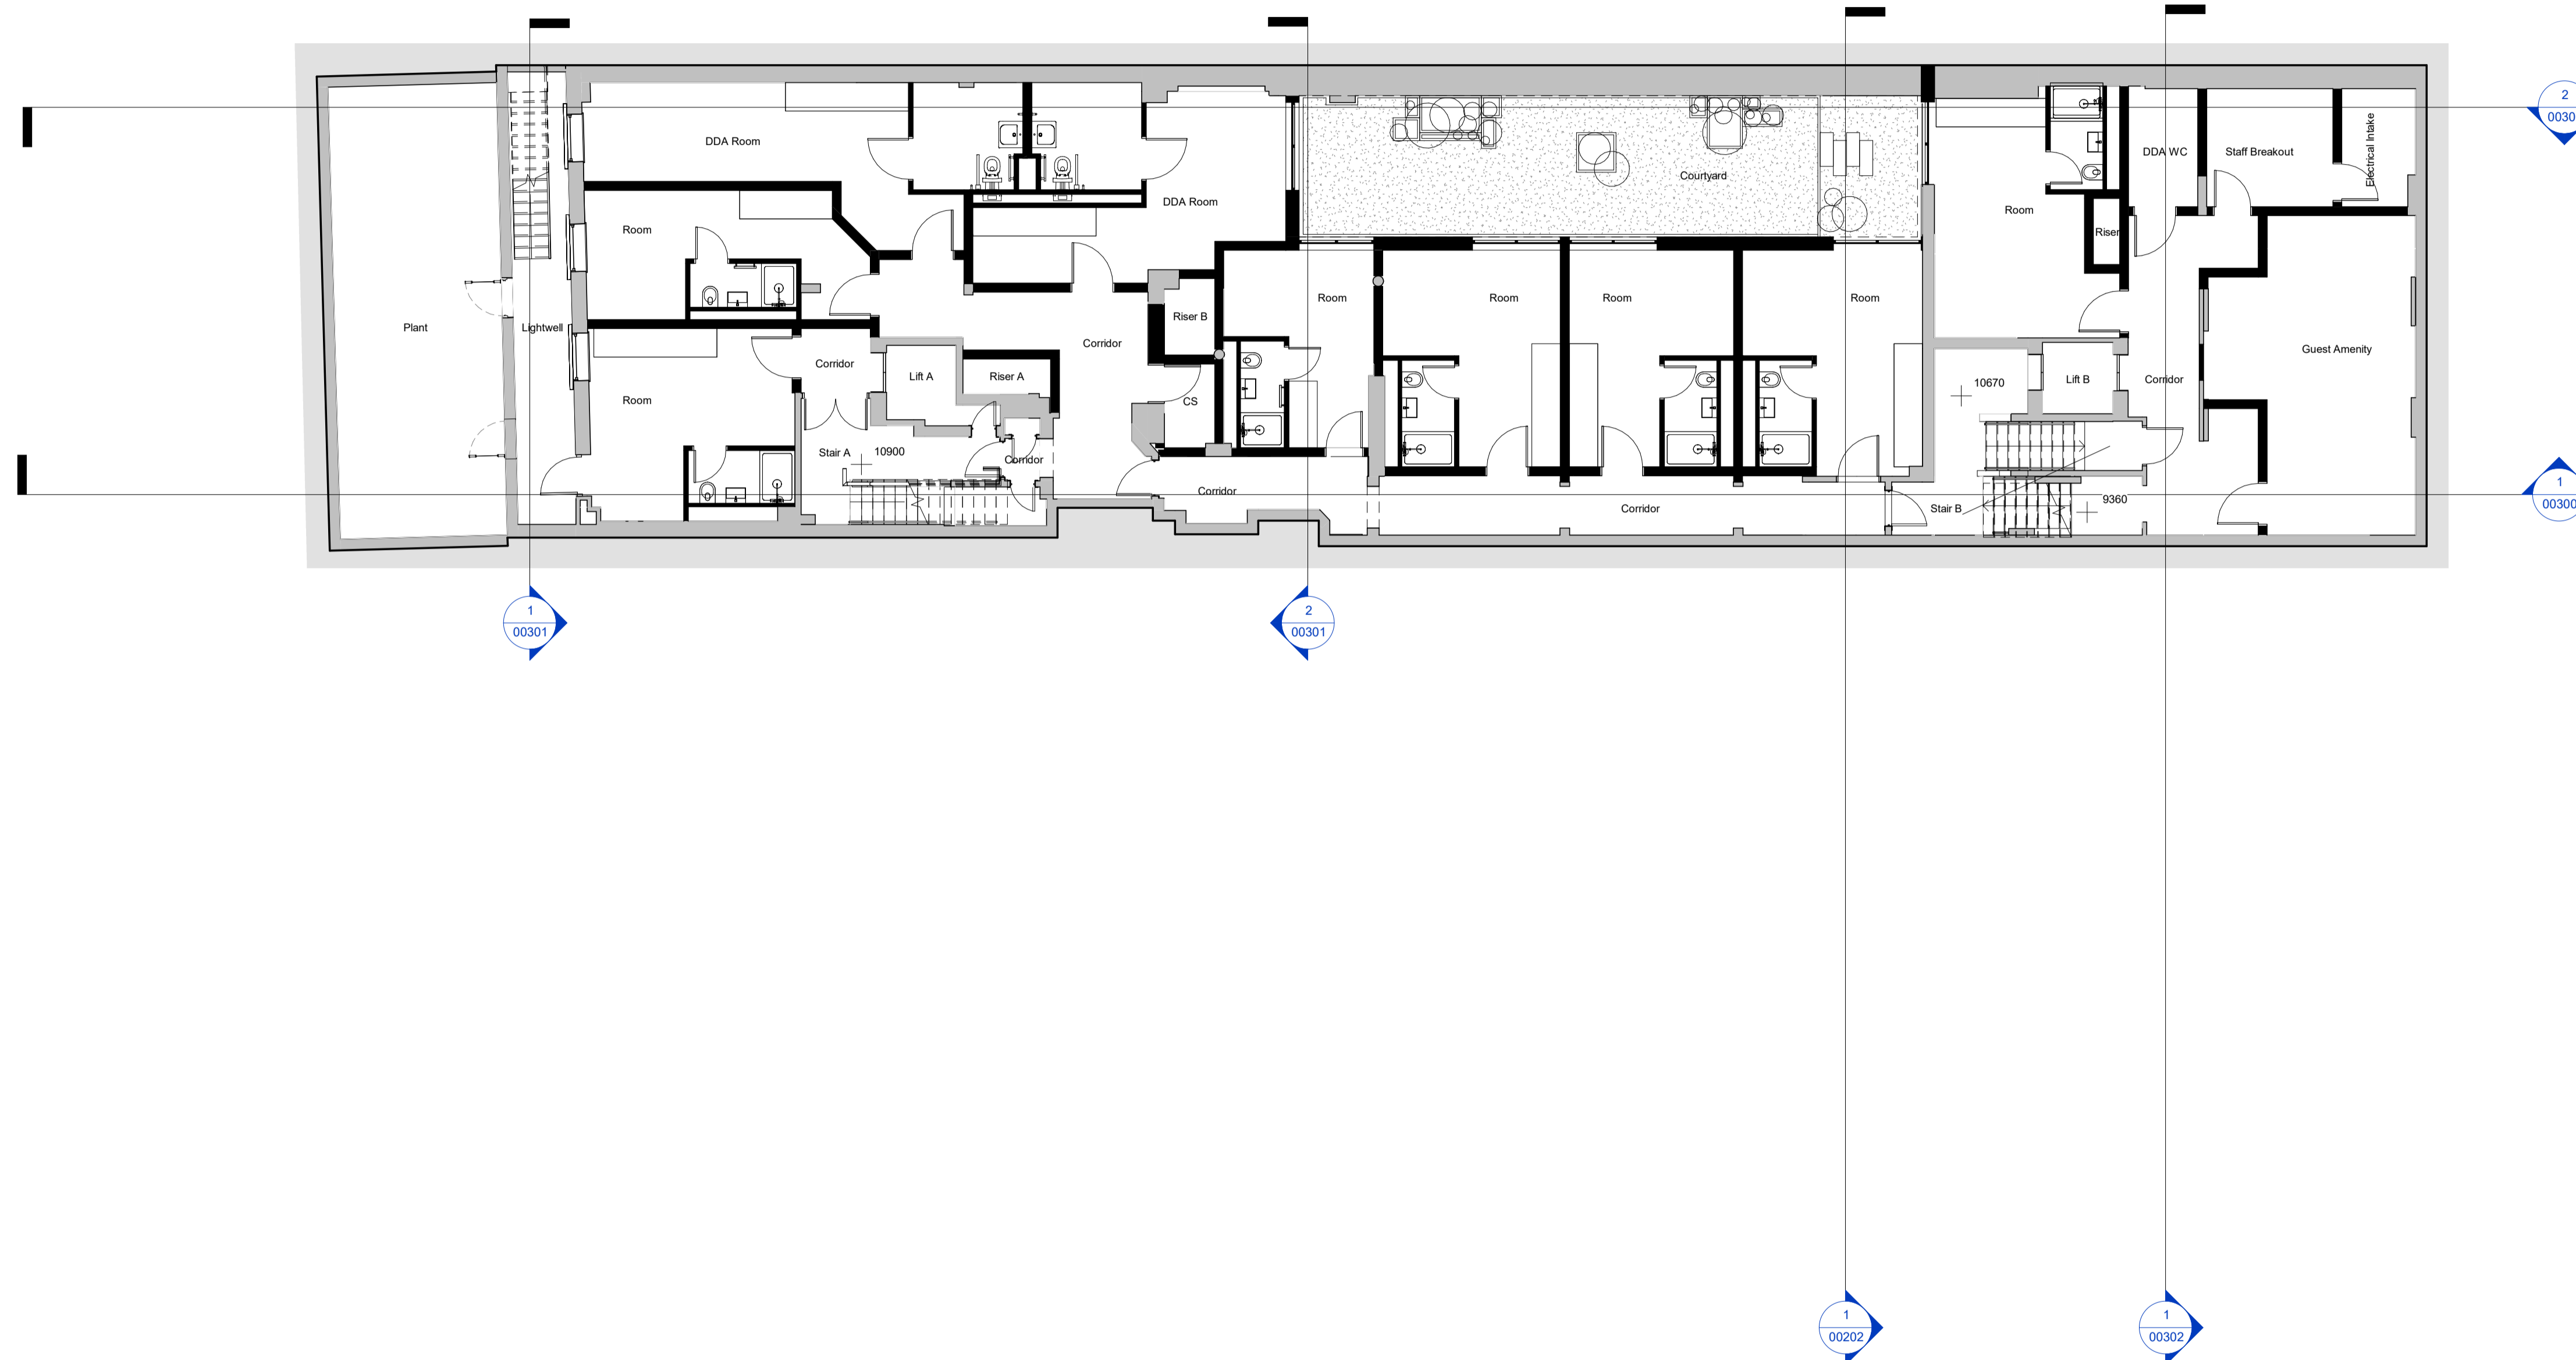 2
0030
DDA Room
DDA WC
Staff Breakout
Electrical Intake
Courtyard
DDA Room
Room
Room
Riser
Room
Room
Room
Room
Riser B
Plant
Lightwell
Corridor
Guest Amenity
Corridor
Lift A
Riser A
10670
Lift B
Corridor
Room
CS
Stair A
10900
Corridor
Corridor
Corridor
Stair B
9360
1
00300
1
00301
2
00301
1
00202
1
00302